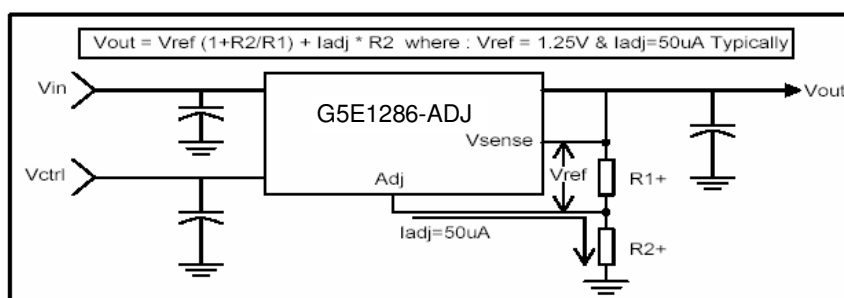 Vout = Vref (1+R2/R1) + Iadj * R2 where : Vref = 1.25V & Iadj=50uA Typically
Vin
G5E1286-ADJ
Vout
Vsense
Vctrl
Adj
Vref
R1+
Iadj=50uA
R2+